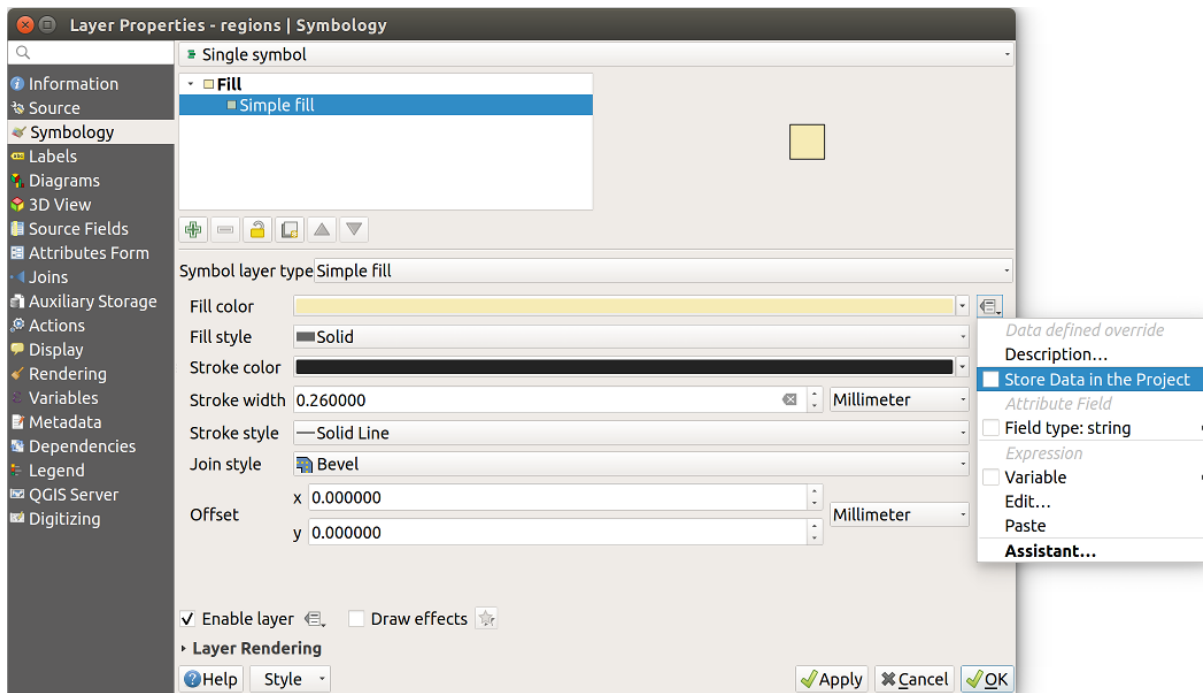 Layer Properties - regions | Symbology
Single symbol
Information
Source
Symbology
Labels
Diagrams
3D View
Source Fields
Attributes Form
Joins
Auxiliary Storage
Actions
Display
Rendering
Variables
Metadata
Dependencies
Legend
QGIS Server
Digitizing
Fill
Simple fill
Symbol layer type Simple fill
Fill color
Fill style Solid
Stroke color
Stroke width 0.260000 Millimeter
Stroke style Solid Line
Join style Bevel
Offset x 0.000000 Millimeter
y 0.000000
Data defined override
Description...
Store Data in the Project
Attribute Field
Field type: string
Expression
Variable
Edit...
Paste
Assistant...
Enable layer Draw effects
Layer Rendering
Help Style Apply Cancel OK